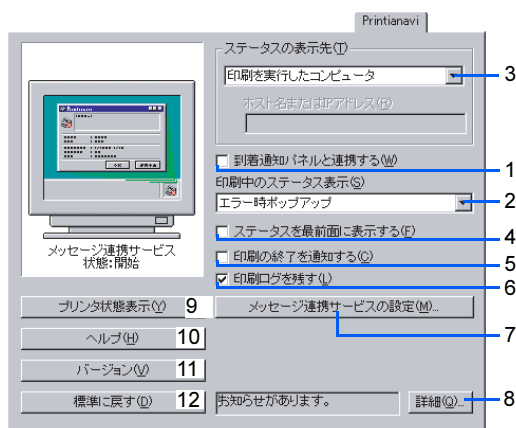 Printianavi
ステータスの表示先(T)
印刷を実行したコンピュータ
3
ホスト名またはIPアドレス(R)
到着通知パネルと連携する(W)
1
印刷中のステータス表示(S)
エラー時ポップアップ
2
ステータスを最前面に表示する(F)
4
印刷の終了を通知する(C)
5
印刷ログを残す(L)
6
メッセージ連携サービス
状態:開始
プリンタ状態表示(Y) 9
メッセージ連携サービスの設定(M)...
7
ヘルプ(H) 10
バージョン(V) 11
標準に戻す(D) 12
お知らせがあります。
詳細(Q)...
8